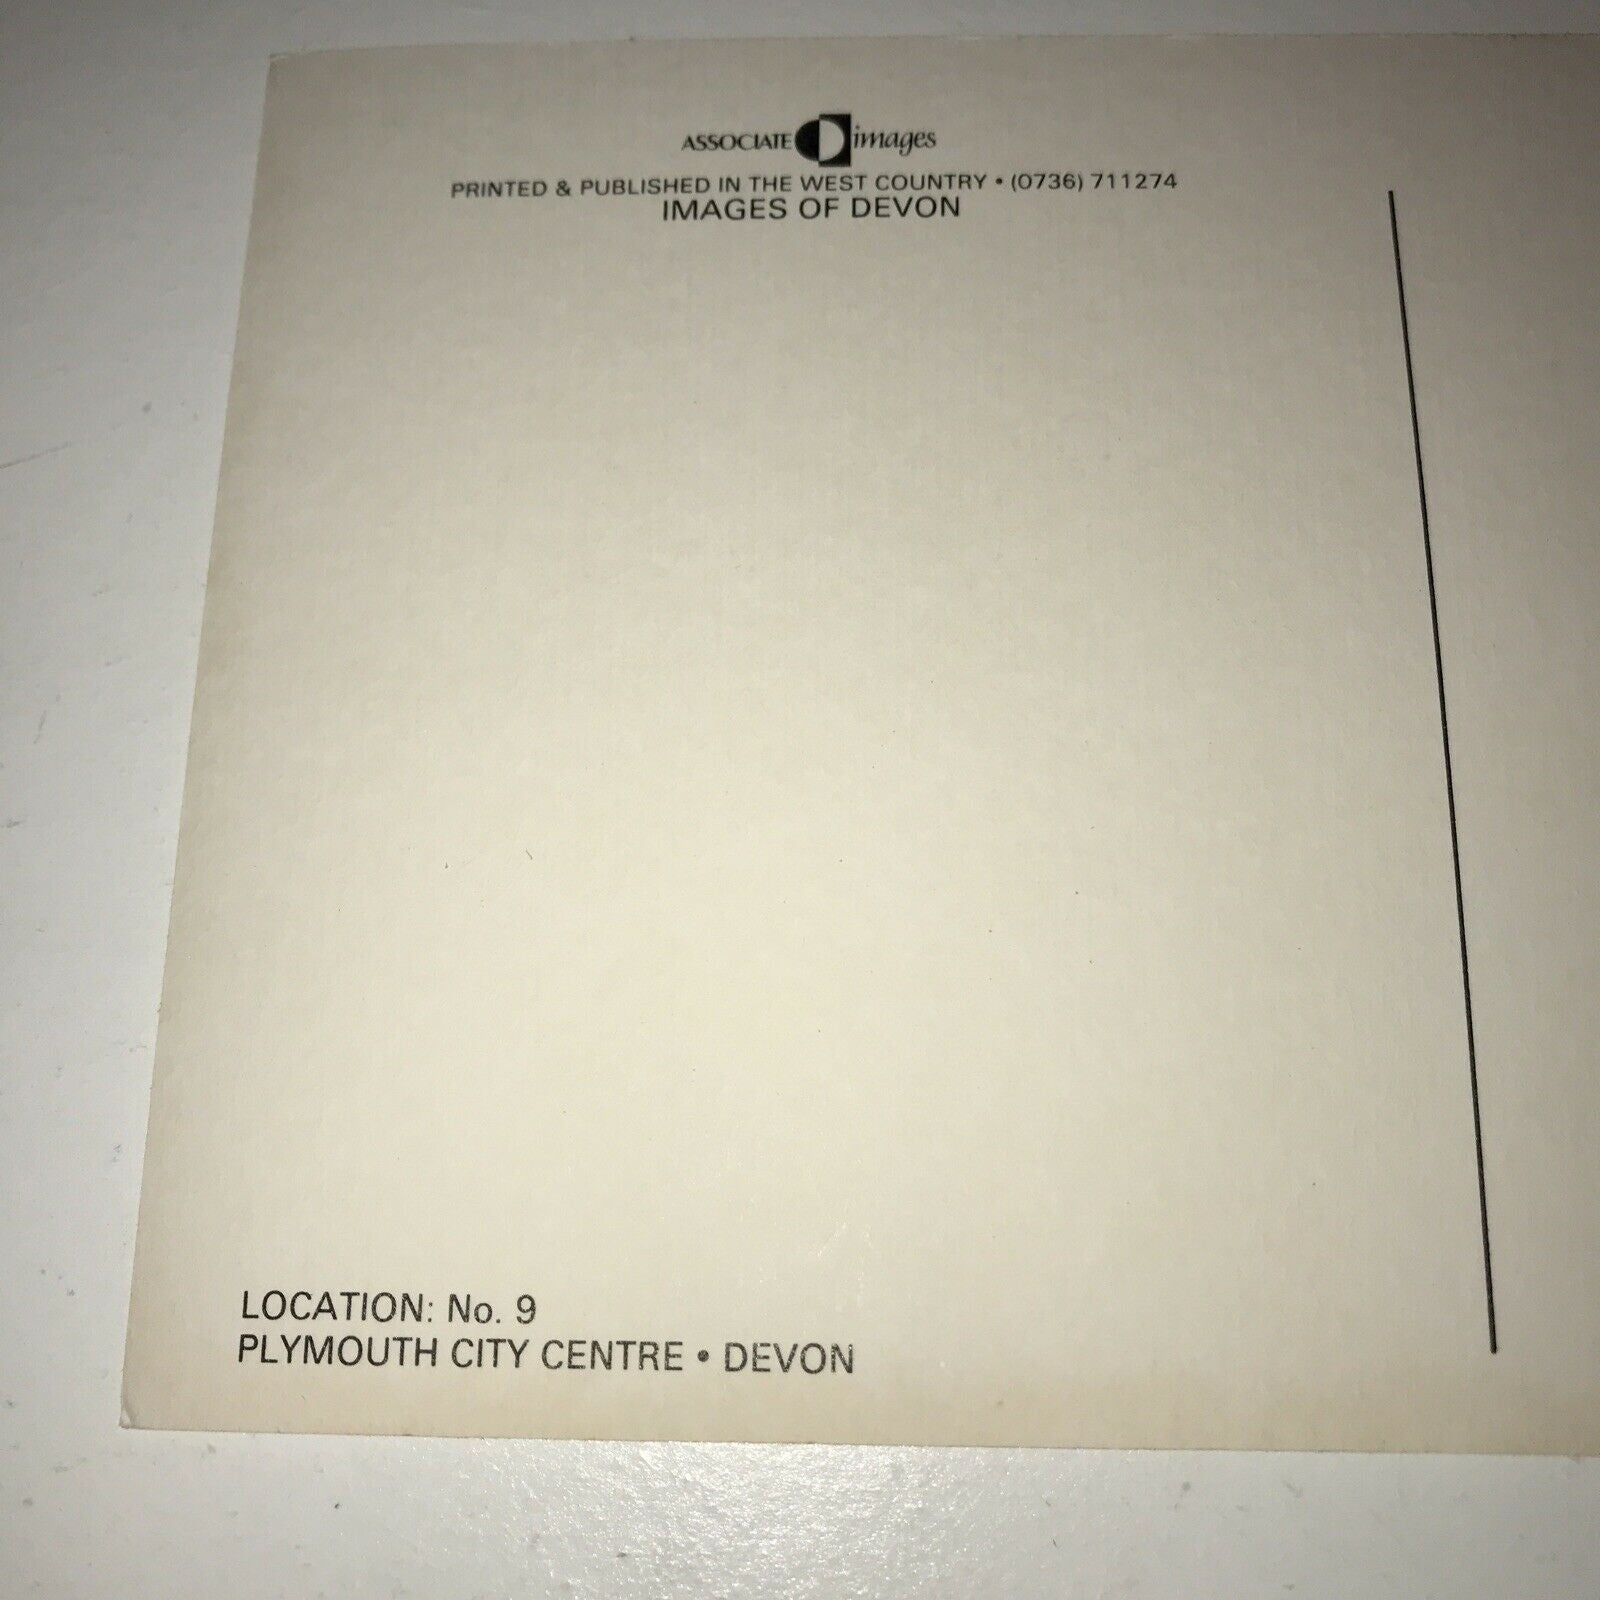 ASSOCIATE images
PRINTED & PUBLISHED IN THE WEST COUNTRY • (0736) 711274
IMAGES OF DEVON
LOCATION: No. 9
PLYMOUTH CITY CENTRE • DEVON